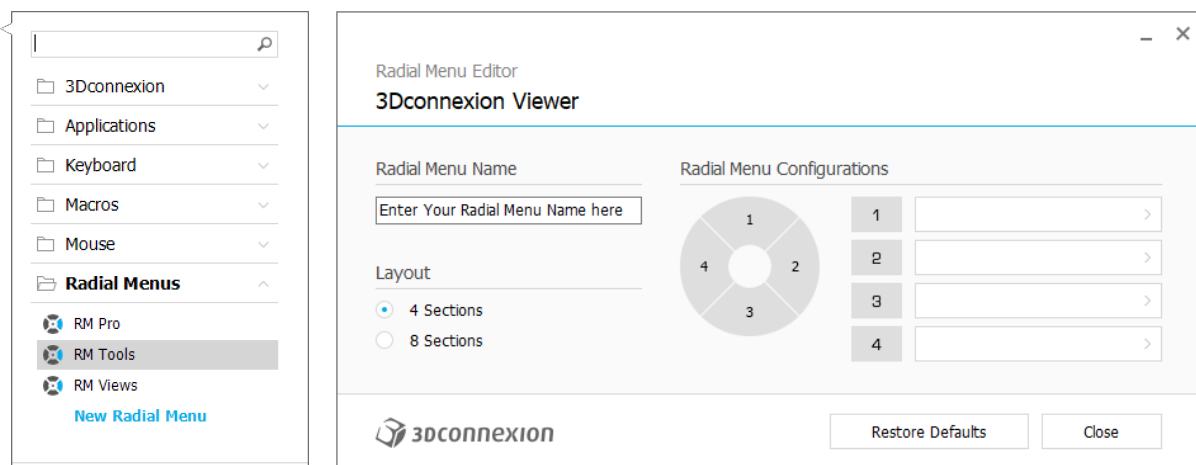 3Dconnexion
Applications
Keyboard
Macros
Mouse
Radial Menus
RM Pro
RM Tools
RM Views
New Radial Menu
Radial Menu Editor
3Dconnexion Viewer
Radial Menu Name
Enter Your Radial Menu Name here
Layout
4 Sections
8 Sections
Radial Menu Configurations
1
4 2
3
1
2
3
4
3Dconnexion
Restore Defaults Close